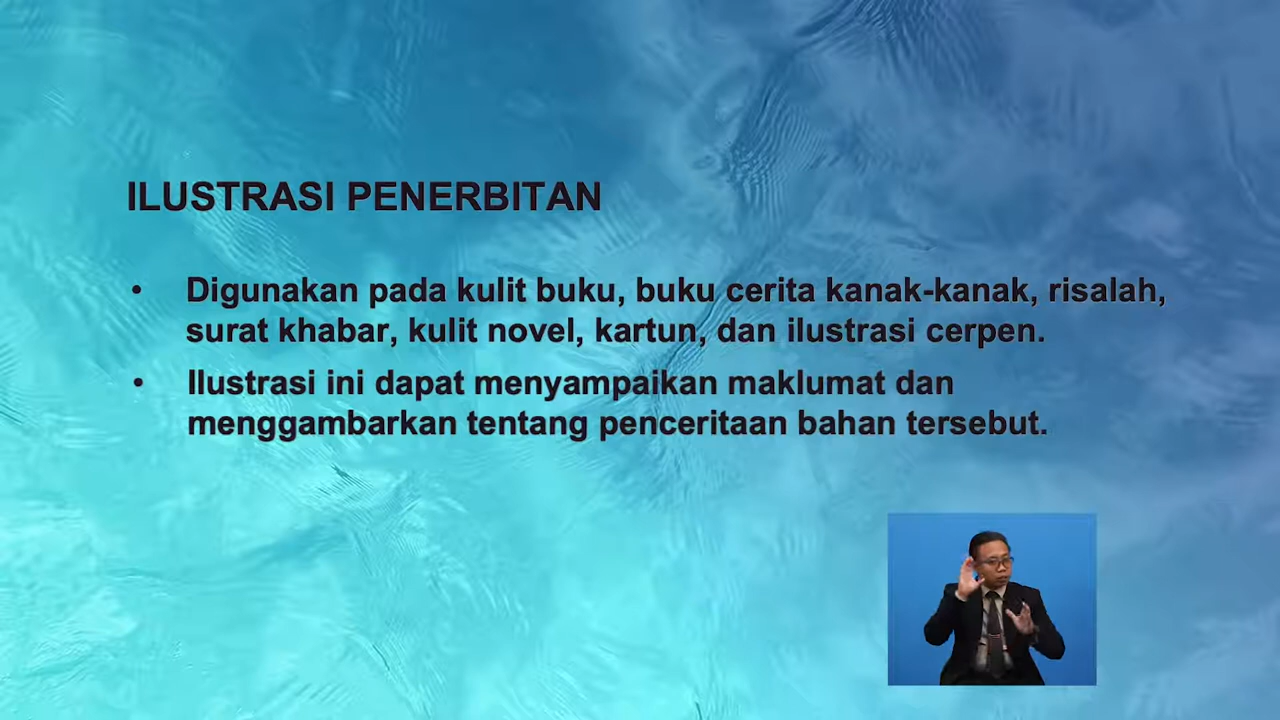 ILUSTRASI PENERBITAN
• Digunakan pada kulit buku, buku cerita kanak-kanak, risalah,
surat khabar, kulit novel, kartun, dan ilustrasi cerpen.
• Ilustrasi ini dapat menyampaikan maklumat dan
menggambarkan tentang penceritaan bahan tersebut.